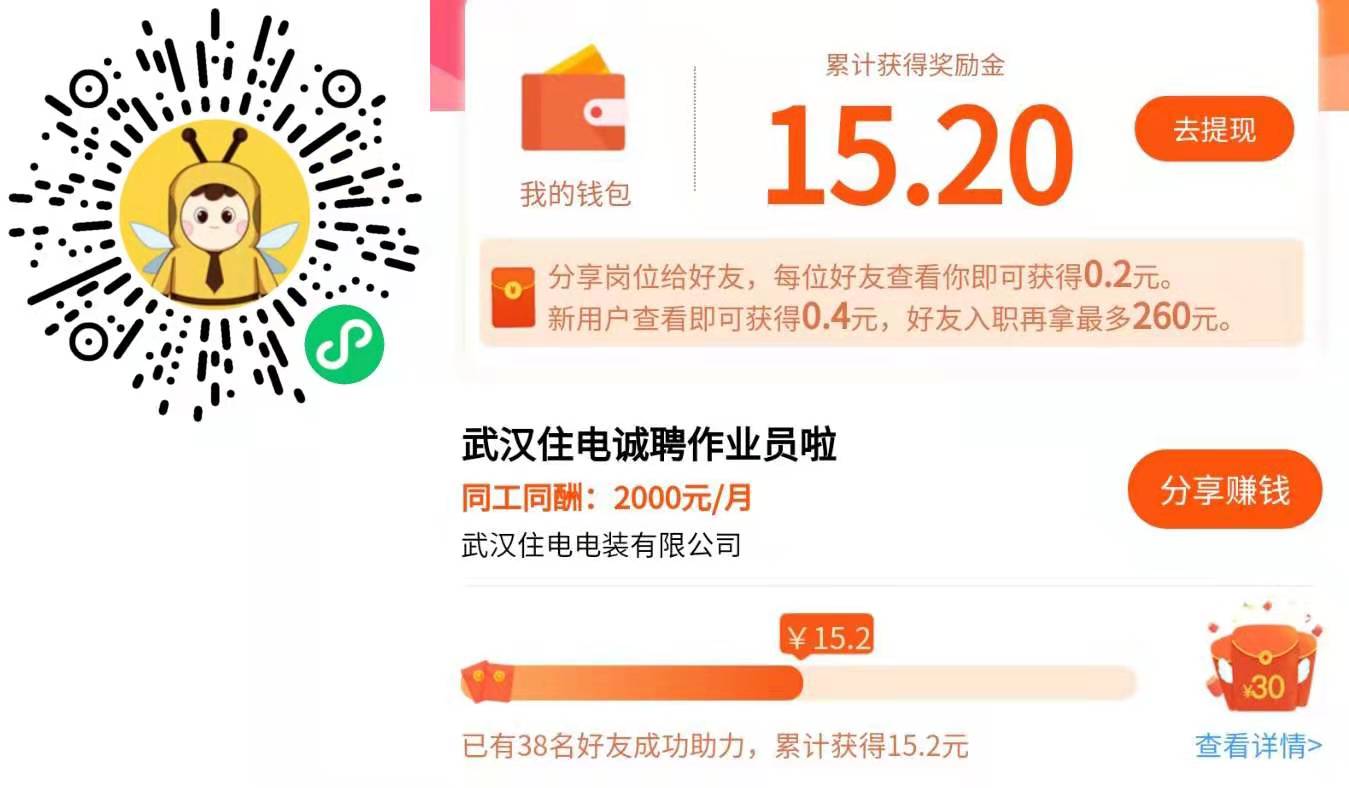 累计获得奖励金
15.20
去提现
我的钱包
分享岗位给好友，每位好友查看你即可获得0.2元。
新用户查看即可获得0.4元，好友入职再拿最多260元。
武汉住电诚聘作业员啦
同工同酬：2000元/月
分享赚钱
武汉住电电装有限公司
￥15.2
¥30
已有38名好友成功助力，累计获得15.2元
查看详情>